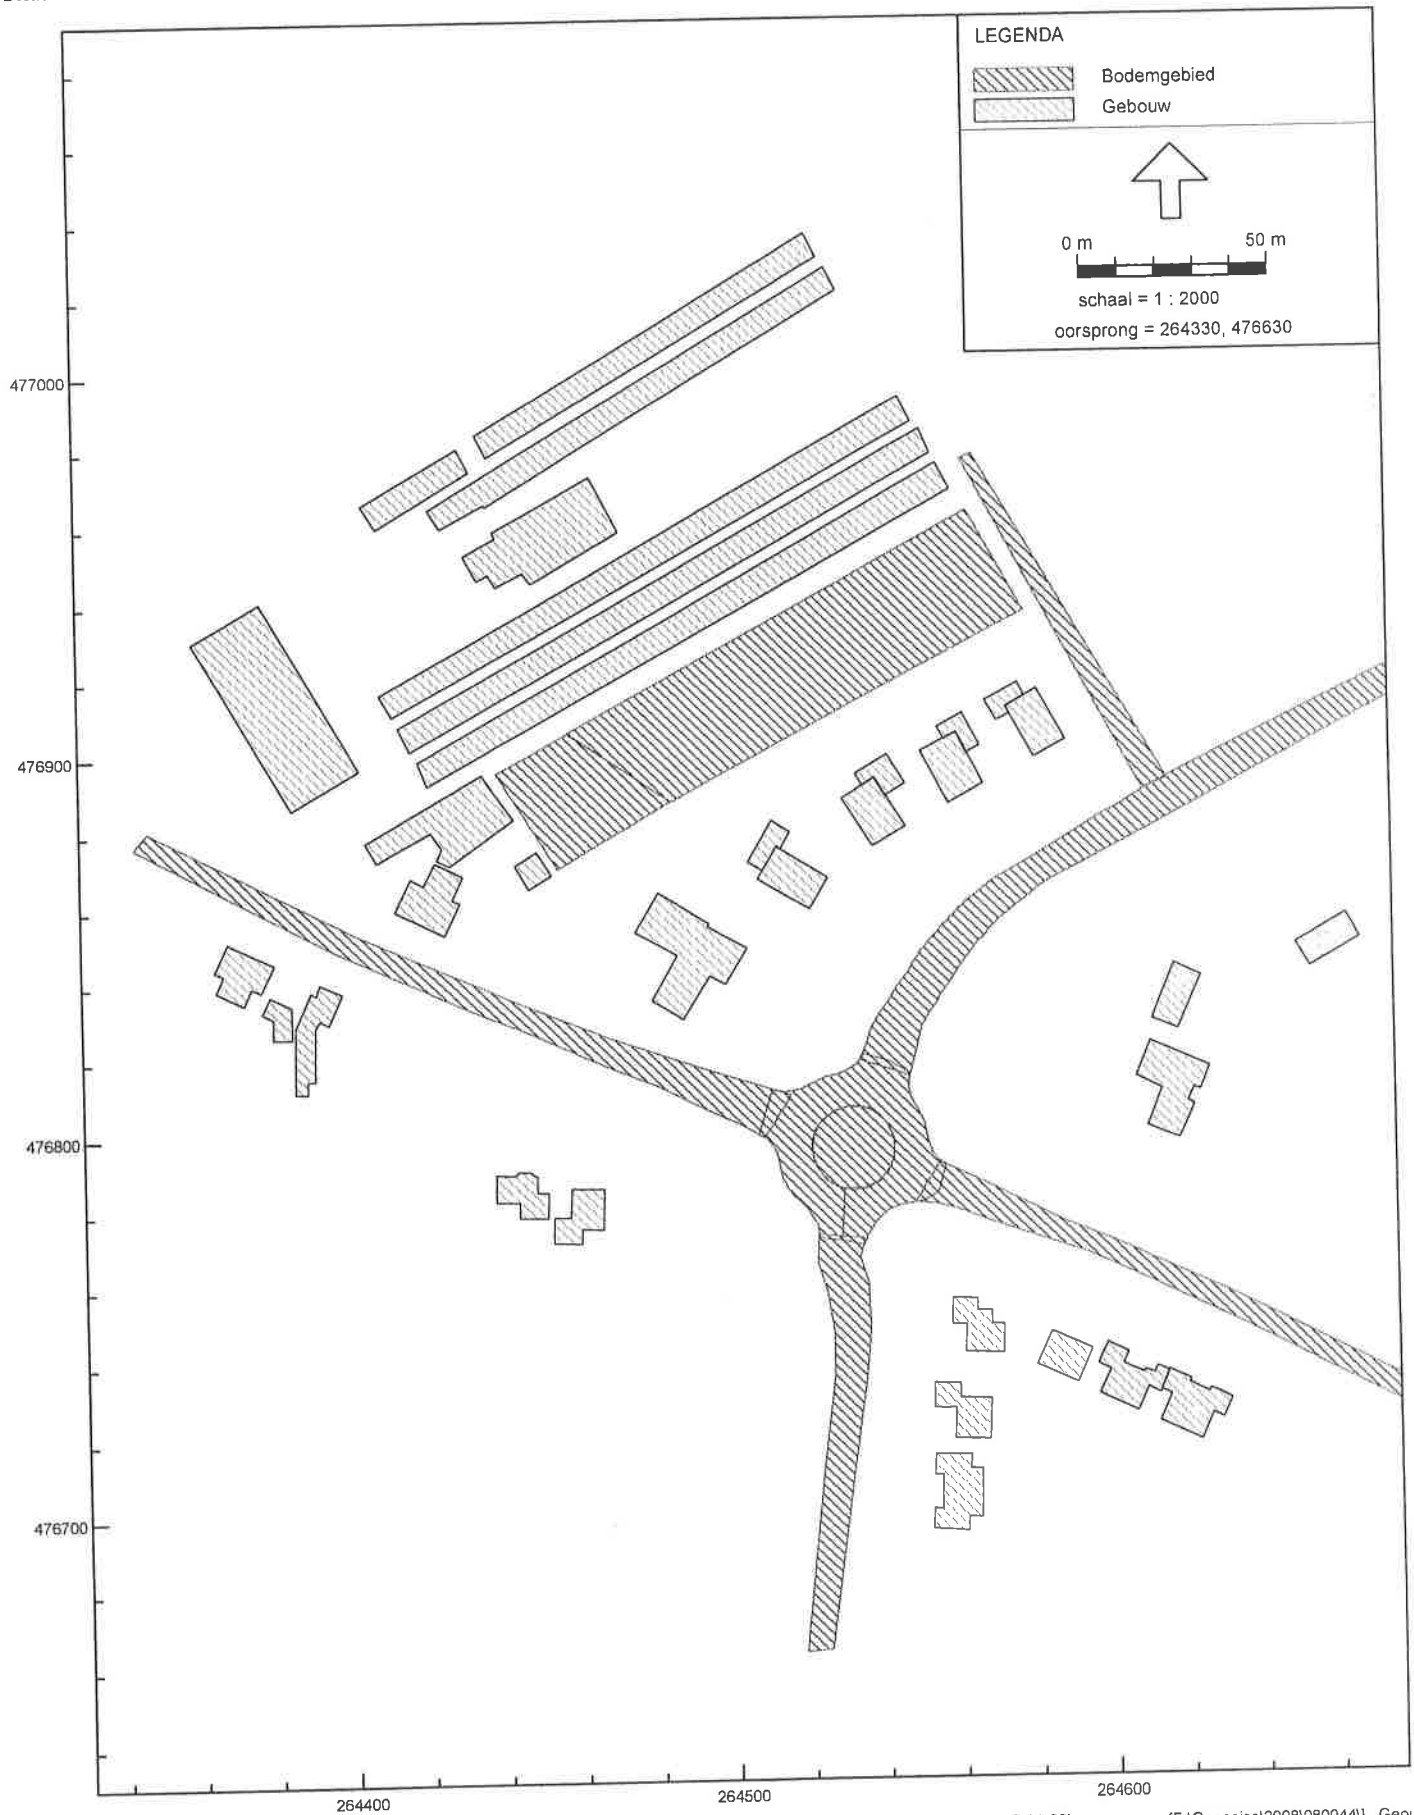 LEGENDA
Bodemgebied
Gebouw
0 m 50 m
schaal = 1 : 2000
oorsprong = 264330, 476630
477000
476900
476800
476700
264400 264500 264600